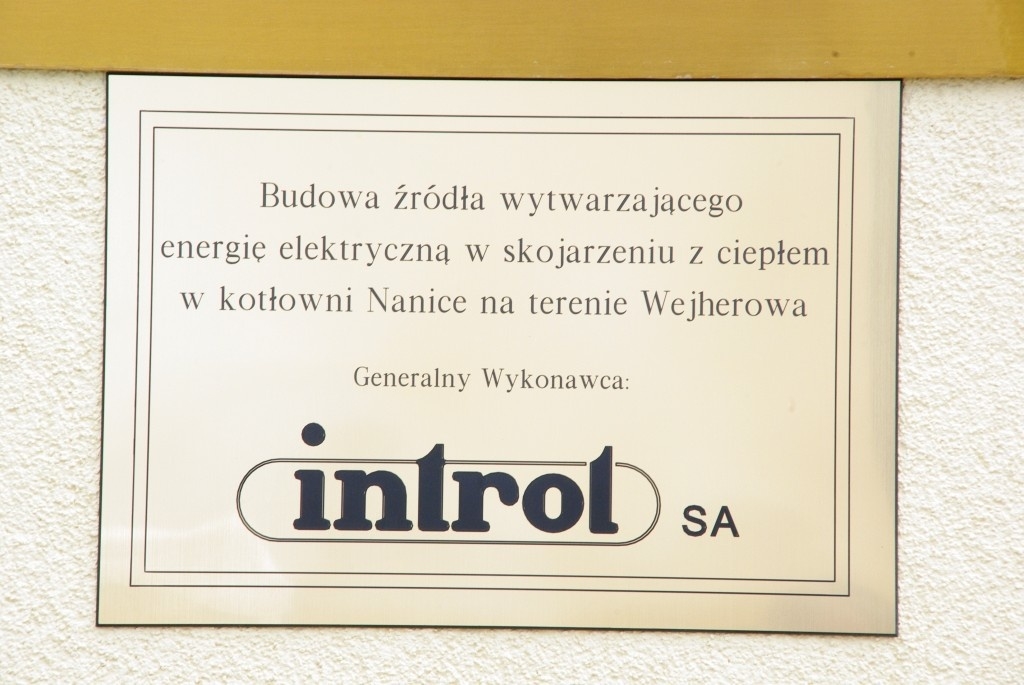 Budowa źródła wytwarzającego
energię elektryczną w skojarzeniu z ciepłem
w kotłowni Nanice na terenie Wejherowa
Generalny Wykonawca:
introl SA